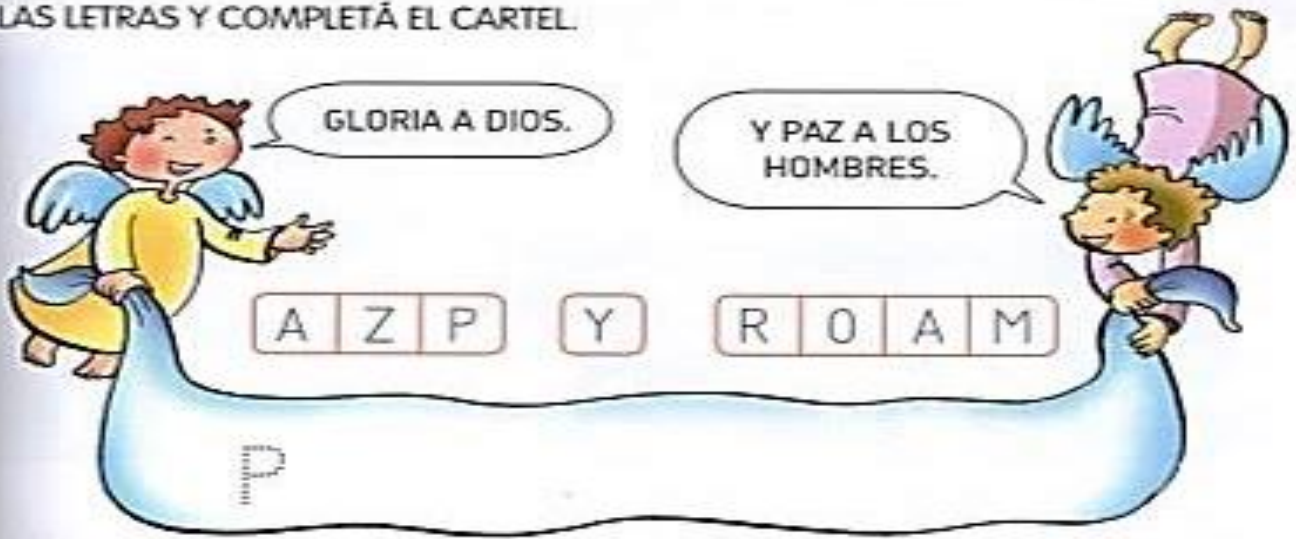 LAS LETRAS Y COMPLETÁ EL CARTEL.
GLORIA A DIOS.
Y PAZ A LOS
HOMBRES.
A Z P Y R O A M
P